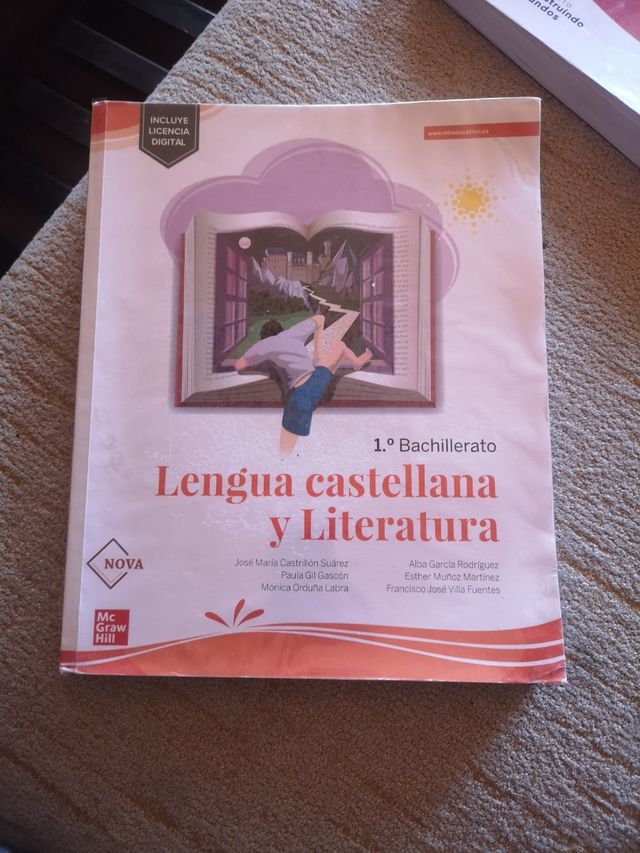 INCLUYE
LICENCIA
DIGITAL
www.mheducation.es
1.º Bachillerato
Lengua castellana
y Literatura
José María Castrillón Suárez
Paula Gil Gascón
Mónica Orduña Labra
Alba García Rodríguez
Esther Muñoz Martínez
Francisco José Villa Fuentes
NOVA
Mc
Graw
Hill